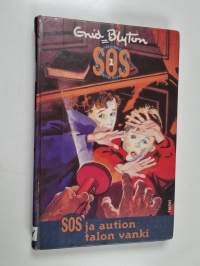 Enid Blyton
SOS
SOS ja aution
talon vanki